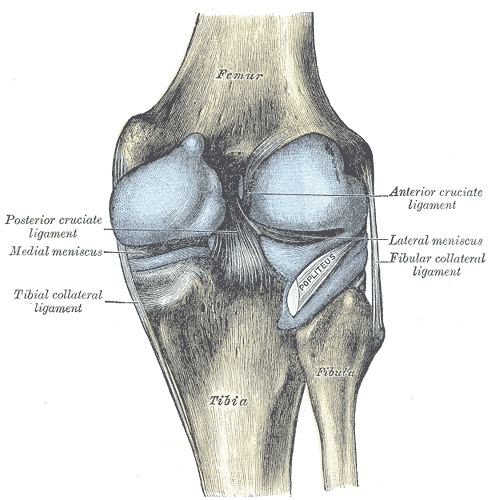 Femur
Anterior cruciate
ligament
Posterior cruciate
ligament
Lateral meniscus
Medial meniscus
Fibular collateral
ligament
POPLITEUS
Tibial collateral
ligament
Fibula
Tibia